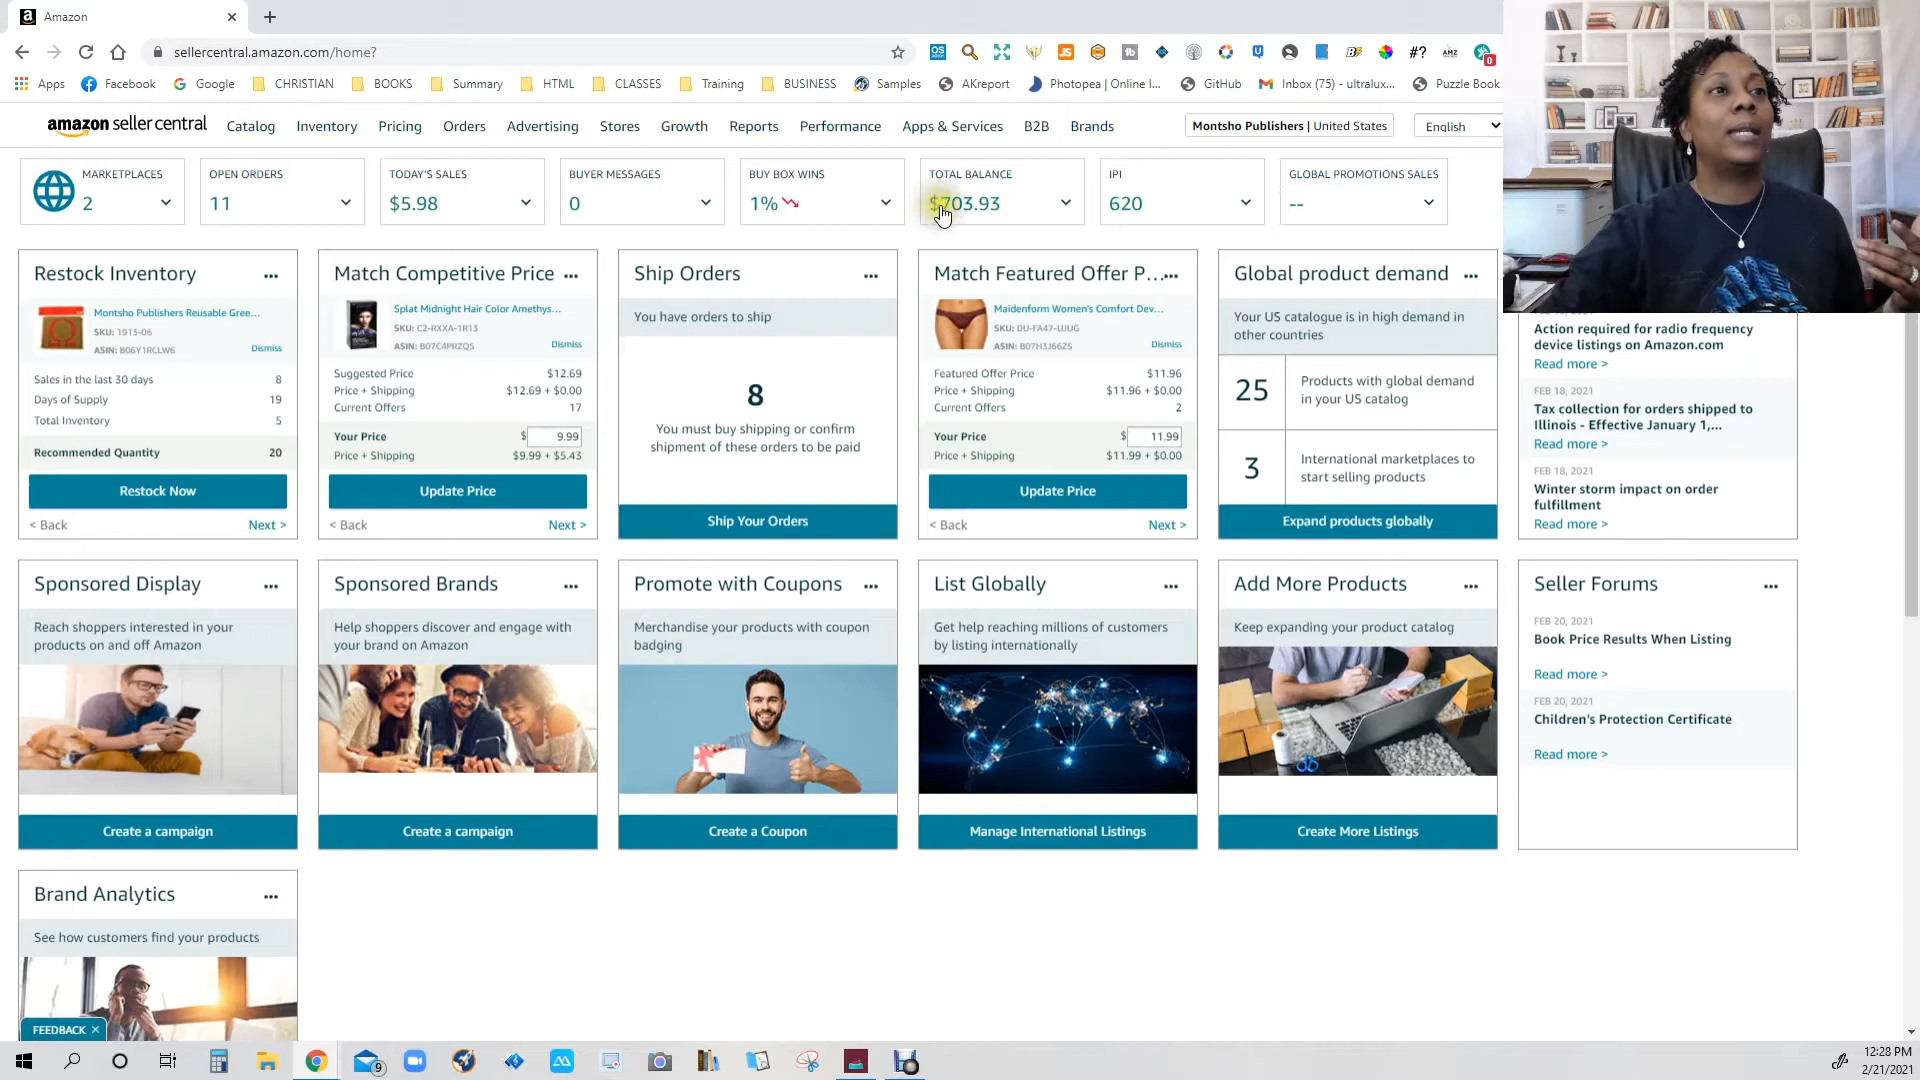 Amazon
sellercentral.amazon.com/home?
Apps Facebook Google CHRISTIAN BOOKS Summary HTML CLASSES Training BUSINESS Samples AKreport Photopea | Online I... GitHub Inbox (75) - ultralux... Puzzle Book
amazon seller central Catalog Inventory Pricing Orders Advertising Stores Growth Reports Performance Apps & Services B2B Brands Montsho Publishers | United States English
MARKETPLACES
2
OPEN ORDERS
11
TODAY'S SALES
$5.98
BUYER MESSAGES
0
BUY BOX WINS
1%
TOTAL BALANCE
$703.93
IPI
620
GLOBAL PROMOTIONS SALES
--
Restock Inventory
Montsho Publishers Reusable Gree...
SKU: 1913-06
ASIN: B06Y1RCLW6 Dismiss
Sales in the last 30 days 8
Days of Supply 19
Total Inventory 5
Recommended Quantity 20
Restock Now
< Back Next >
Match Competitive Price
Splat Midnight Hair Color Amethys...
SKU: C2-RXXA-1R13
ASIN: B07C4PRZQS Dismiss
Suggested Price $12.69
Price + Shipping $12.69 + $0.00
Current Offers 17
Your Price $ 9.99
Price + Shipping $9.99 + $5.43
Update Price
< Back Next >
Ship Orders
You have orders to ship
8
You must buy shipping or confirm
shipment of these orders to be paid
Ship Your Orders
Match Featured Offer P...
Maidenform Women's Comfort Dev...
SKU: DU-FA47-UJUG
ASIN: B07H3J66ZS Dismiss
Featured Offer Price $11.96
Price + Shipping $11.96 + $0.00
Current Offers 2
Your Price $ 11.99
Price + Shipping $11.99 + $0.00
Update Price
< Back Next >
Global product demand
Your US catalogue is in high demand in
other countries
25 Products with global demand
in your US catalog
3 International marketplaces to
start selling products
Expand products globally
Action required for radio frequency
device listings on Amazon.com
Read more >
FEB 18, 2021
Tax collection for orders shipped to
Illinois - Effective January 1,...
Read more >
FEB 18, 2021
Winter storm impact on order
fulfillment
Read more >
Sponsored Display
Reach shoppers interested in your
products on and off Amazon
Create a campaign
Sponsored Brands
Help shoppers discover and engage with
your brand on Amazon
Create a campaign
Promote with Coupons
Merchandise your products with coupon
badging
Create a Coupon
List Globally
Get help reaching millions of customers
by listing internationally
Manage International Listings
Add More Products
Keep expanding your product catalog
Create More Listings
Seller Forums
FEB 20, 2021
Book Price Results When Listing
Read more >
FEB 20, 2021
Children's Protection Certificate
Read more >
Brand Analytics
See how customers find your products
FEEDBACK ×
12:28 PM
2/21/2021